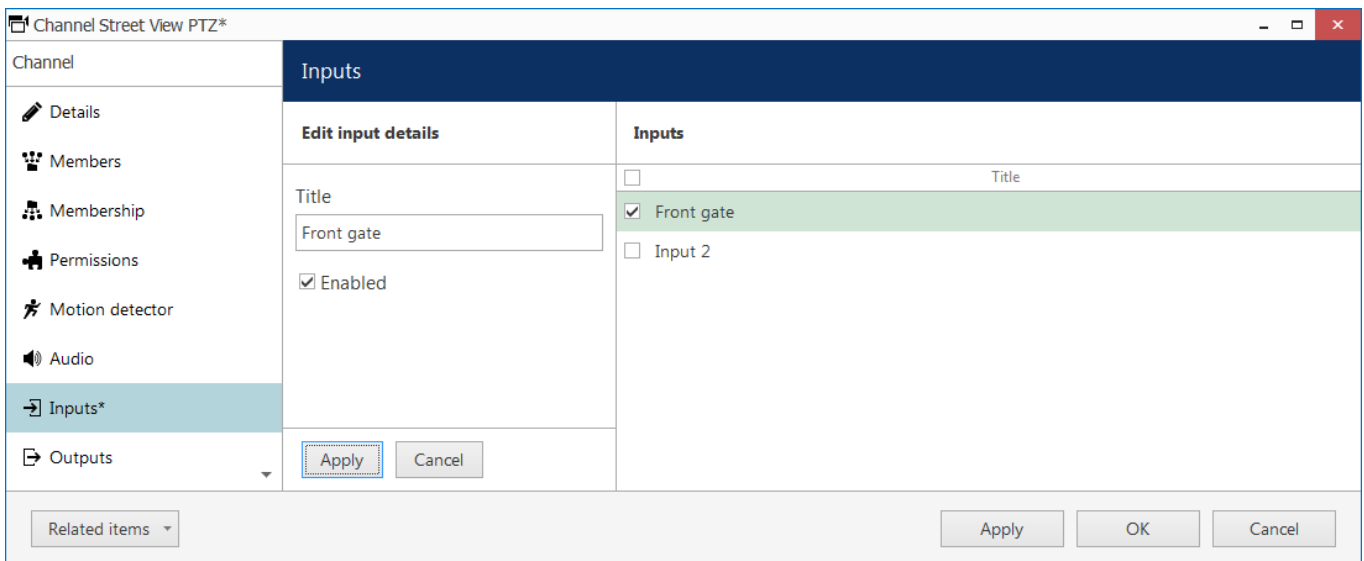 Channel Street View PTZ*
Channel
Details
Members
Membership
Permissions
Motion detector
Audio
Inputs*
Outputs
Inputs
Edit input details
Title
Front gate
Enabled
Apply Cancel
Inputs
Title
Front gate
Input 2
Related items
Apply OK Cancel